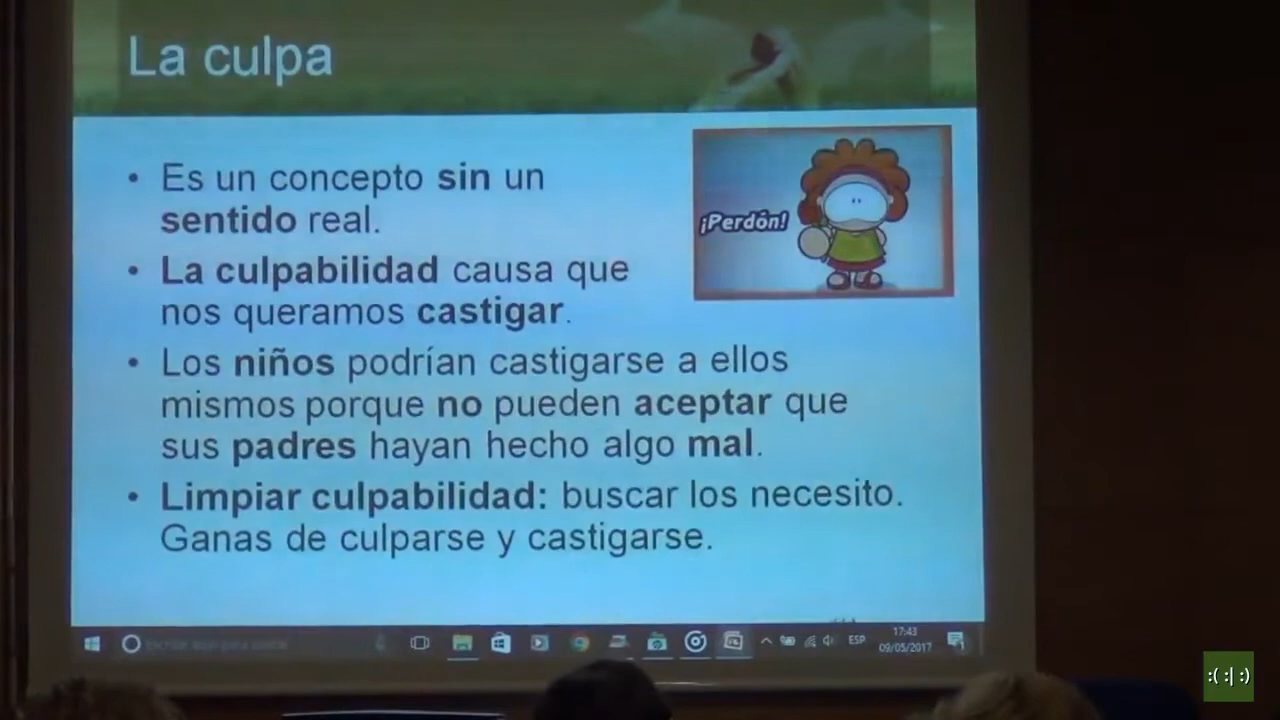 La culpa
• Es un concepto sin un
sentido real.
¡Perdón!
• La culpabilidad causa que
nos queramos castigar.
• Los niños podrían castigarse a ellos
mismos porque no pueden aceptar que
sus padres hayan hecho algo mal.
• Limpiar culpabilidad: buscar los necesito.
Ganas de culparse y castigarse.
ESP
17:43
09/05/2017
:( :| :)